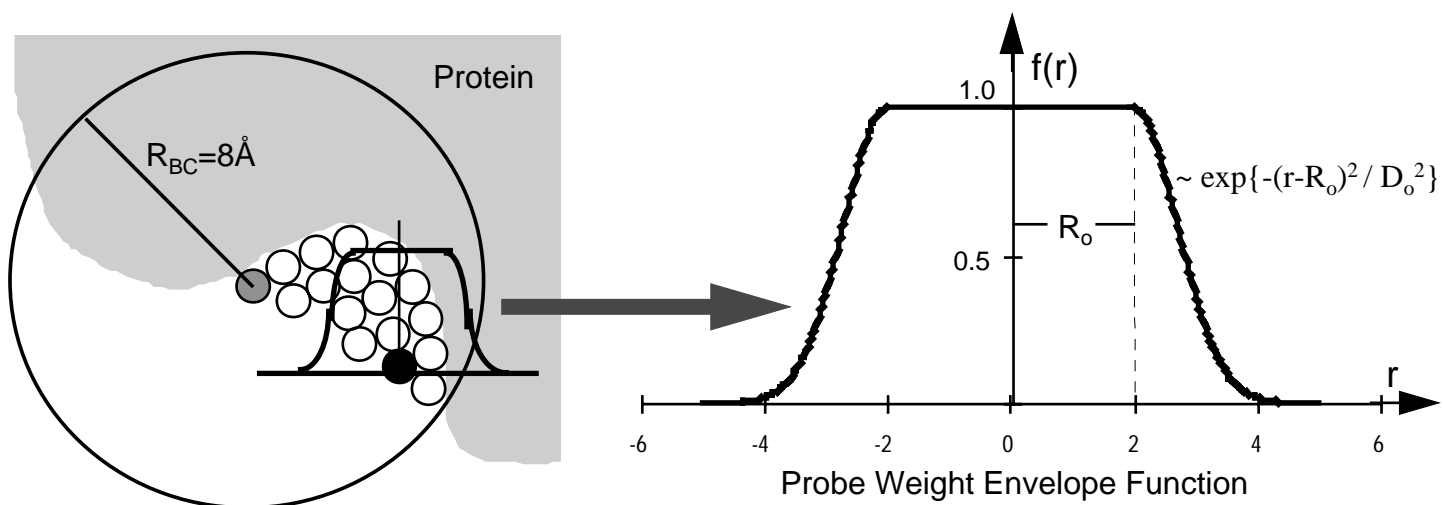 Protein
R_BC=8Å
f(r)
1.0
~ exp{-(r-R_o)^2 / D_o^2}
R_o
0.5
r
-6 -4 -2 0 2 4 6
Probe Weight Envelope Function